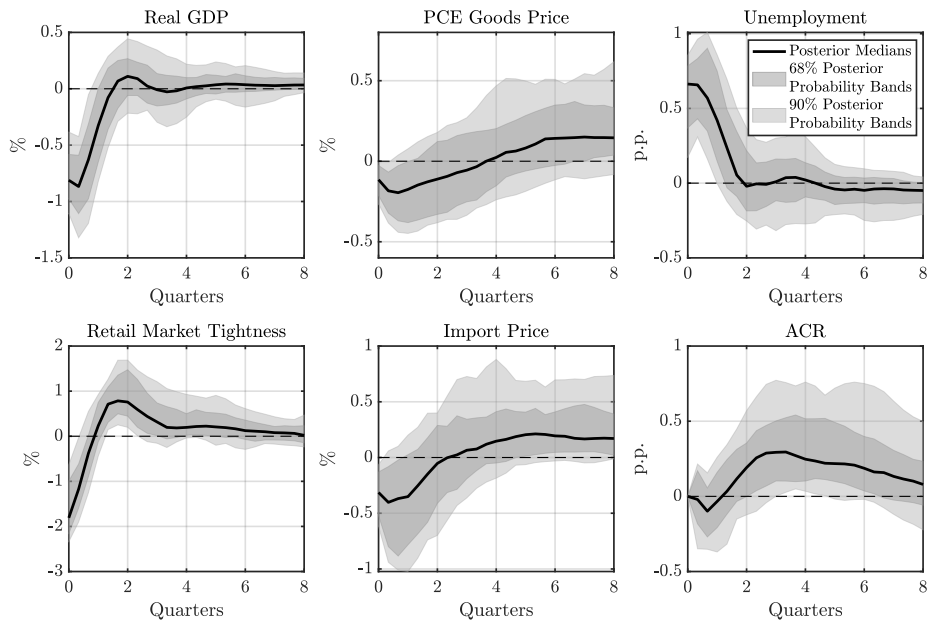 Real GDP
0.5
0
-0.5
-1
-1.5
%
0 2 4 6 8
Quarters
PCE Goods Price
0.5
0
-0.5
%
0 2 4 6 8
Quarters
Unemployment
1
0.5
0
-0.5
p.p.
0 2 4 6 8
Quarters
Posterior Medians
68% Posterior
Probability Bands
90% Posterior
Probability Bands
Retail Market Tightness
2
1
0
-1
-2
-3
%
0 2 4 6 8
Quarters
Import Price
1
0.5
0
-0.5
-1
%
0 2 4 6 8
Quarters
ACR
1
0.5
0
-0.5
p.p.
0 2 4 6 8
Quarters